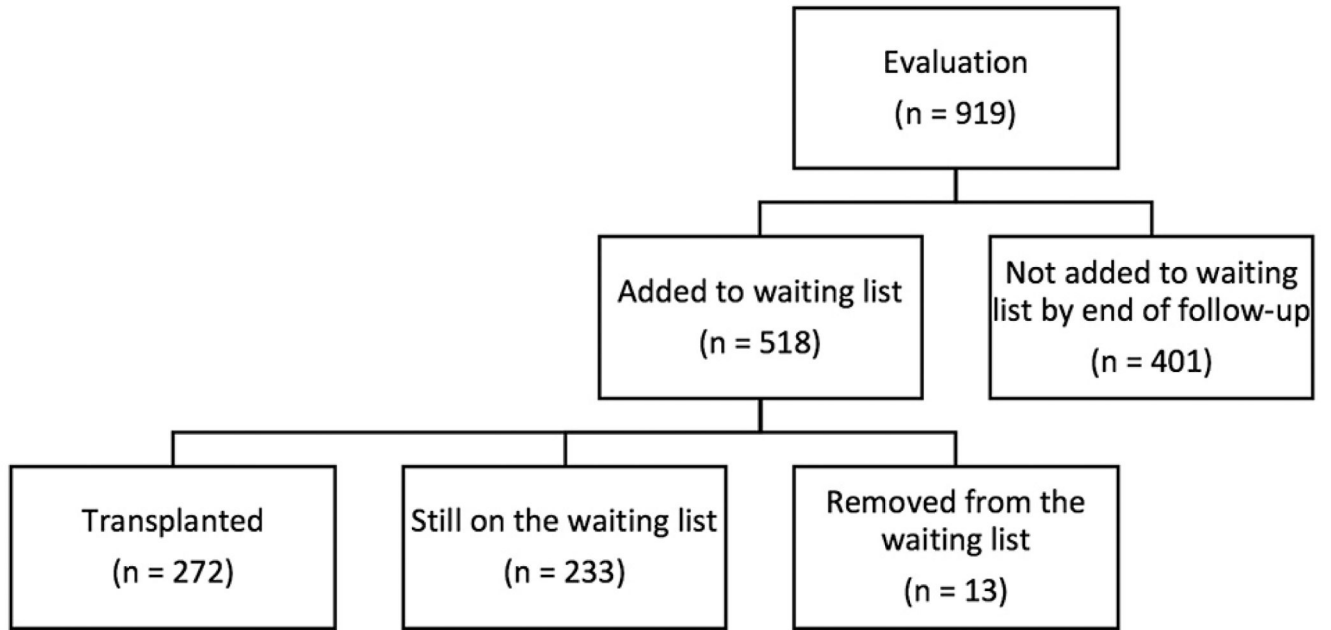 Evaluation
(n = 919)
Added to waiting list
(n = 518)
Not added to waiting
list by end of follow-up
(n = 401)
Transplanted
(n = 272)
Still on the waiting list
(n = 233)
Removed from the
waiting list
(n = 13)